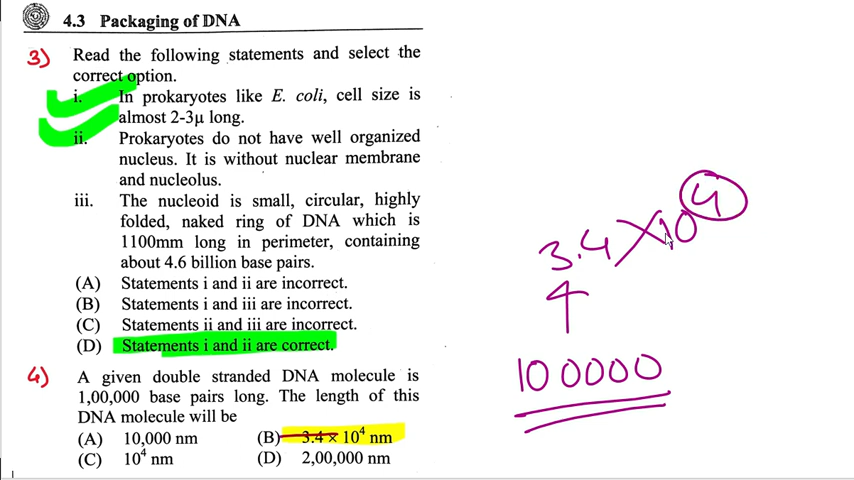 4.3 Packaging of DNA
3) Read the following statements and select the
correct option.
i. In prokaryotes like E. coli, cell size is
almost 2-3μ long.
ii. Prokaryotes do not have well organized
nucleus. It is without nuclear membrane
and nucleolus.
iii. The nucleoid is small, circular, highly
folded, naked ring of DNA which is
1100mm long in perimeter, containing
about 4.6 billion base pairs.
(A) Statements i and ii are incorrect.
(B) Statements i and iii are incorrect.
(C) Statements ii and iii are incorrect.
(D) Statements i and ii are correct.
4) A given double stranded DNA molecule is
1,00,000 base pairs long. The length of this
DNA molecule will be
(A) 10,000 nm (B) 3.4 × 10⁴ nm
(C) 10⁴ nm (D) 2,00,000 nm
3.4 × 10⁴
100000